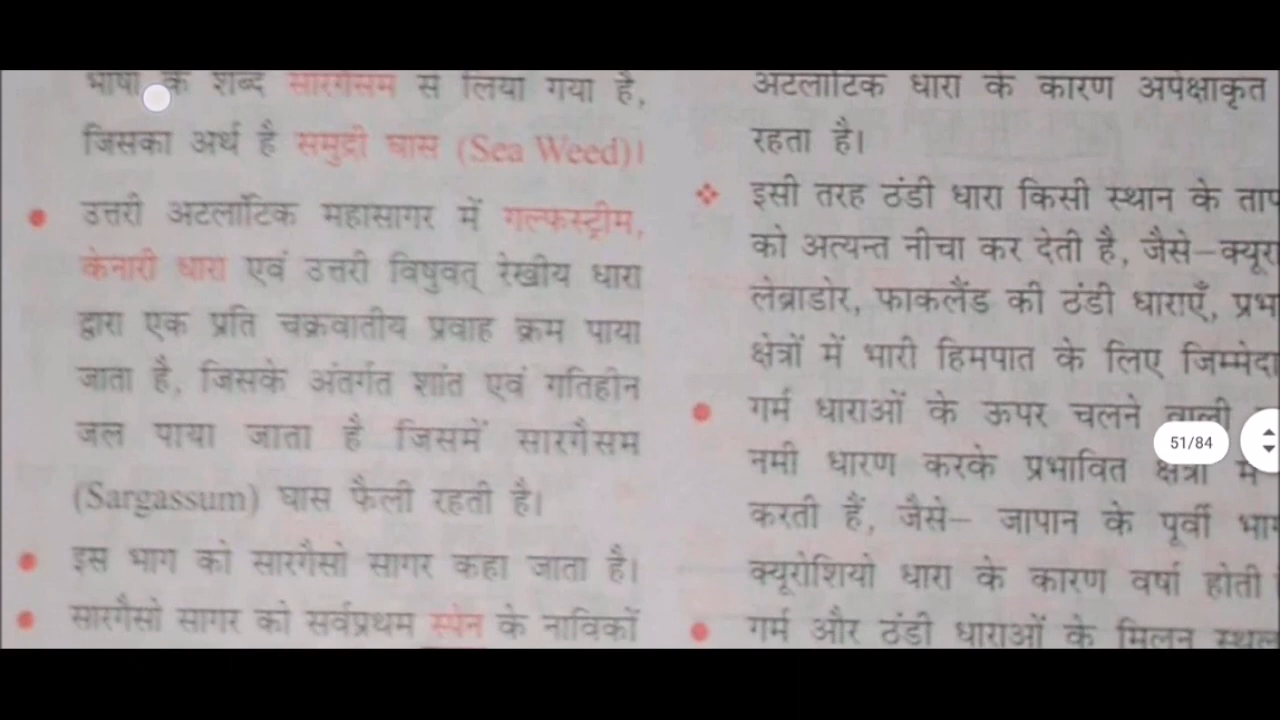 भाषा के शब्द सारगैसम से लिया गया है,
जिसका अर्थ है समुद्री घास (Sea Weed)।
उत्तरी अटलांटिक महासागर में गल्फस्ट्रीम,
केनारी धारा एवं उत्तरी विषुवत् रेखीय धारा
द्वारा एक प्रति चक्रवातीय प्रवाह क्रम पाया
जाता है, जिसके अंतर्गत शांत एवं गतिहीन
जल पाया जाता है जिसमें सारगैसम
(Sargassum) घास फैली रहती है।
इस भाग को सारगैसो सागर कहा जाता है।
सारगैसो सागर को सर्वप्रथम स्पेन के नाविकों
अटलांटिक धारा के कारण अपेक्षाकृत
रहता है।
इसी तरह ठंडी धारा किसी स्थान के
को अत्यन्त नीचा कर देती है, जैसे–
लेब्राडोर, फाकलैंड की ठंडी धाराएँ,
क्षेत्रों में भारी हिमपात के लिए
गर्म धाराओं के ऊपर चलने वाली
नमी धारण करके प्रभावित क्षेत्रों में
करती हैं, जैसे– जापान के पूर्वी
क्यूरोशियो धारा के कारण वर्षा होती
गर्म और ठंडी धाराओं के मिलन
51/84